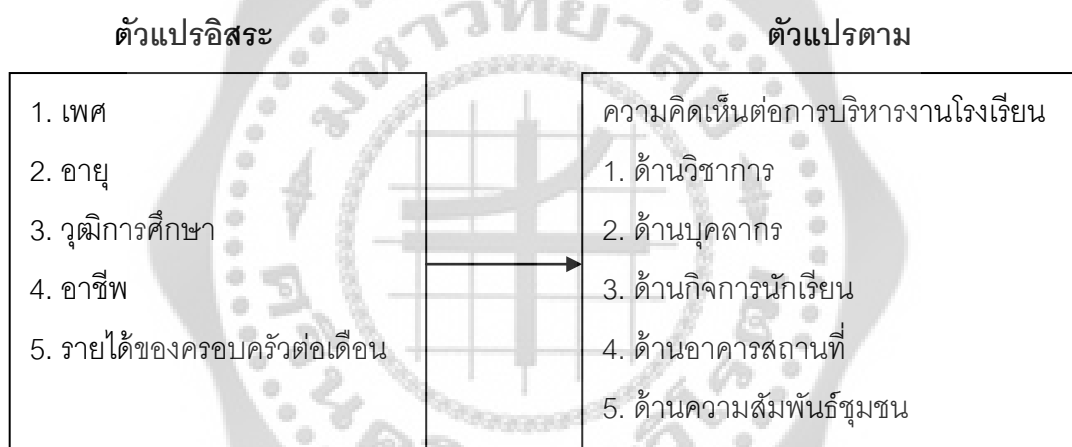 ตัวแปรอิสระ
1. เพศ
2. อายุ
3. วุฒิการศึกษา
4. อาชีพ
5. รายได้ของครอบครัวต่อเดือน
ตัวแปรตาม
ความคิดเห็นต่อการบริหารงานโรงเรียน
1. ด้านวิชาการ
2. ด้านบุคลากร
3. ด้านกิจการนักเรียน
4. ด้านอาคารสถานที่
5. ด้านความสัมพันธ์ชุมชน